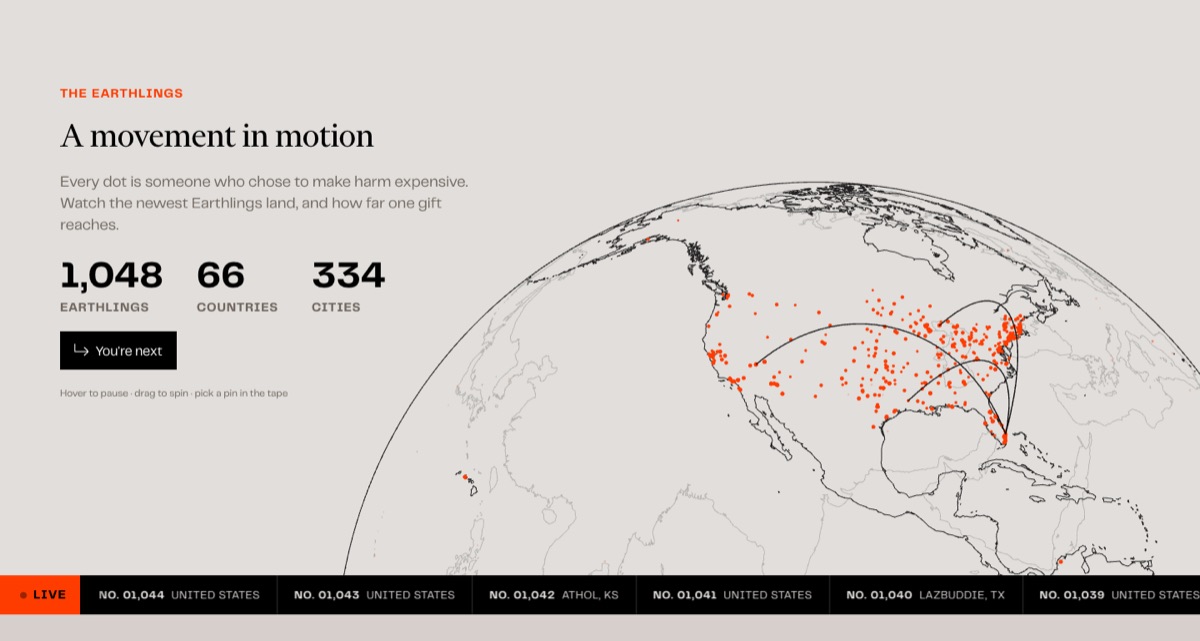 THE EARTHLINGS
A movement in motion
Every dot is someone who chose to make harm expensive.
Watch the newest Earthlings land, and how far one gift
reaches.
1,048 66 334
EARTHLINGS COUNTRIES CITIES
You're next
Hover to pause · drag to spin · pick a pin in the tape
LIVE NO. 01,044 UNITED STATES NO. 01,043 UNITED STATES NO. 01,042 ATHOL, KS NO. 01,041 UNITED STATES NO. 01,040 LAZBUDDIE, TX NO. 01,039 UNITED STATES